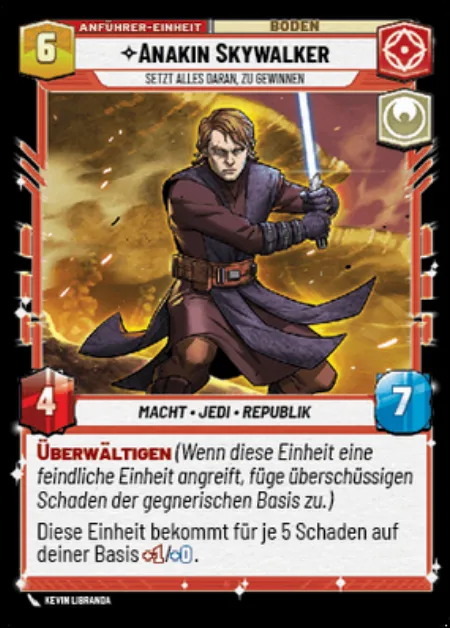 6
ANFÜHRER-EINHEIT
BODEN
ANAKIN SKYWALKER
SETZT ALLES DARAN, ZU GEWINNEN
4
MACHT • JEDI • REPUBLIK
7
ÜBERWÄLTIGEN (Wenn diese Einheit eine
feindliche Einheit angreift, füge überschüssigen
Schaden der gegnerischen Basis zu.)
Diese Einheit bekommt für je 5 Schaden auf
deiner Basis +1/+0.
KEVIN LIBRANDA